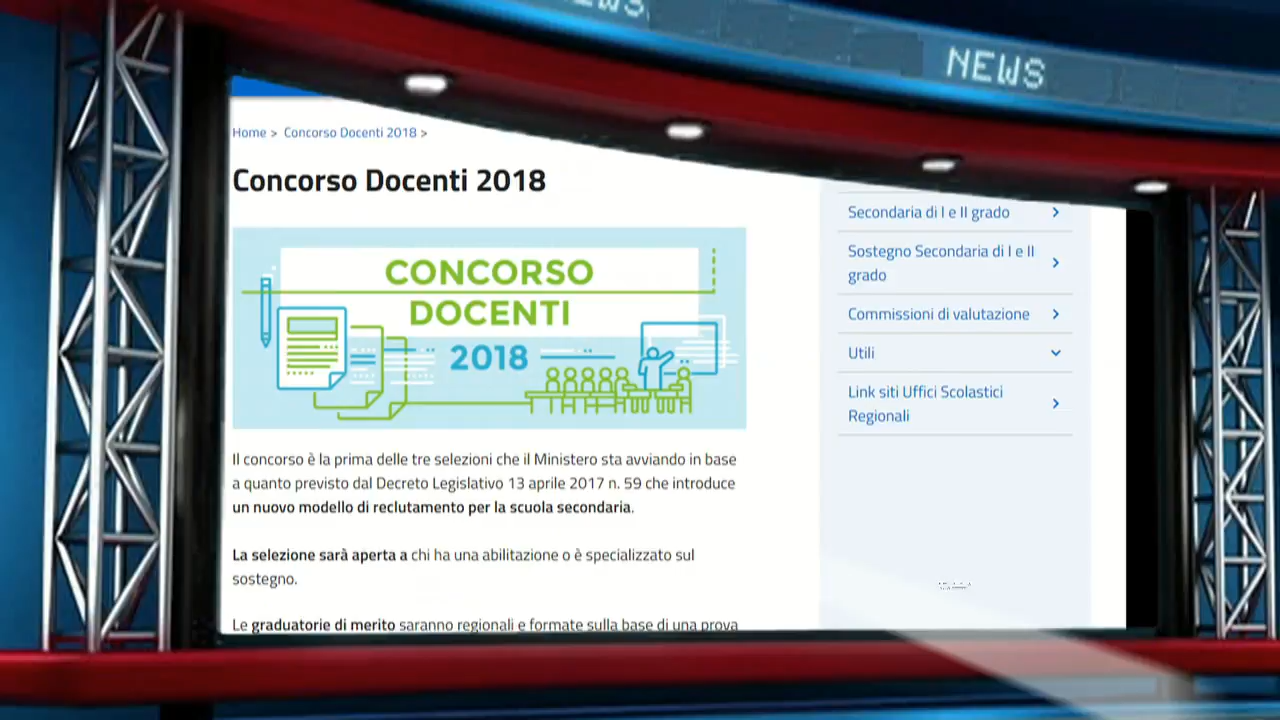 NEWS
Home > Concorso Docenti 2018 >
Concorso Docenti 2018
CONCORSO
DOCENTI
2018
Il concorso è la prima delle tre selezioni che il Ministero sta avviando in base
a quanto previsto dal Decreto Legislativo 13 aprile 2017 n. 59 che introduce
un nuovo modello di reclutamento per la scuola secondaria.
La selezione sarà aperta a chi ha una abilitazione o è specializzato sul
sostegno.
Le graduatorie di merito saranno regionali e formate sulla base di una prova
Secondaria di I e II grado
Sostegno Secondaria di I e II
grado
Commissioni di valutazione
Utili
Link siti Uffici Scolastici
Regionali